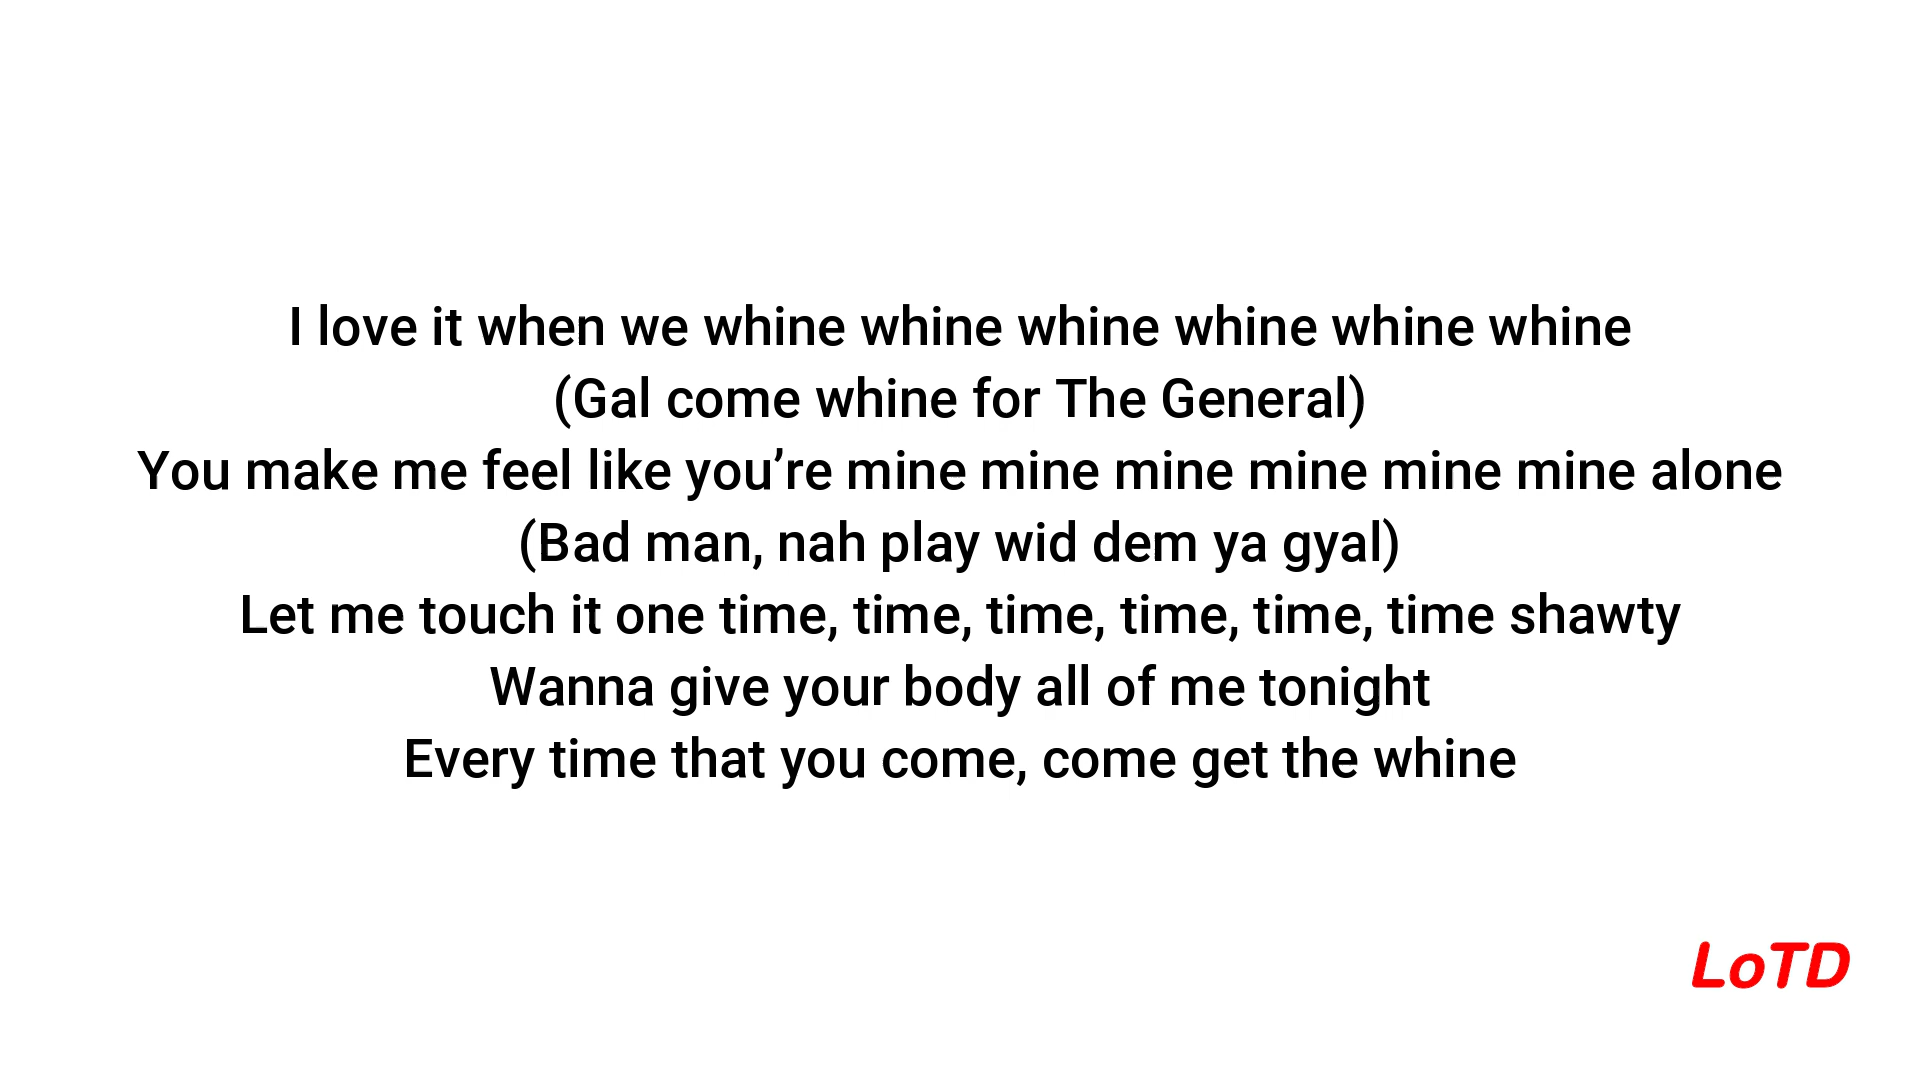 I love it when we whine whine whine whine whine whine
(Gal come whine for The General)
You make me feel like you’re mine mine mine mine mine mine alone
(Bad man, nah play wid dem ya gyal)
Let me touch it one time, time, time, time, time, time shawty
Wanna give your body all of me tonight
Every time that you come, come get the whine
LoTD